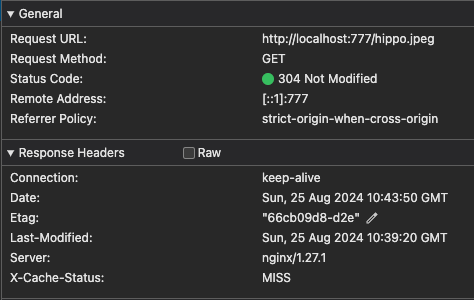 General
Request URL: http://localhost:777/hippo.jpeg
Request Method: GET
Status Code: 304 Not Modified
Remote Address: [::1]:777
Referrer Policy: strict-origin-when-cross-origin
Response Headers Raw
Connection: keep-alive
Date: Sun, 25 Aug 2024 10:43:50 GMT
Etag: "66cb09d8-d2e"
Last-Modified: Sun, 25 Aug 2024 10:39:20 GMT
Server: nginx/1.27.1
X-Cache-Status: MISS